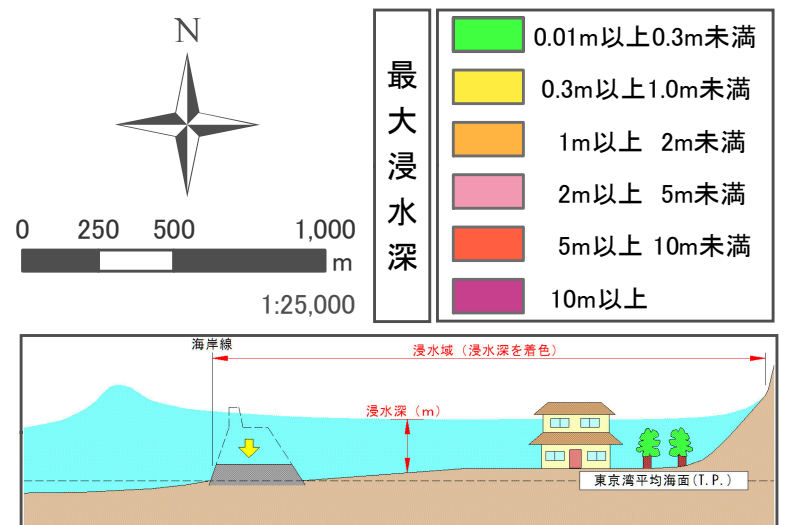 N
0 250 500 1,000
m
1:25,000
最大浸水深
0.01m以上0.3m未満
0.3m以上1.0m未満
1m以上 2m未満
2m以上 5m未満
5m以上 10m未満
10m以上
海岸線
浸水域（浸水深を着色）
浸水深（m）
東京湾平均海面(T.P.)